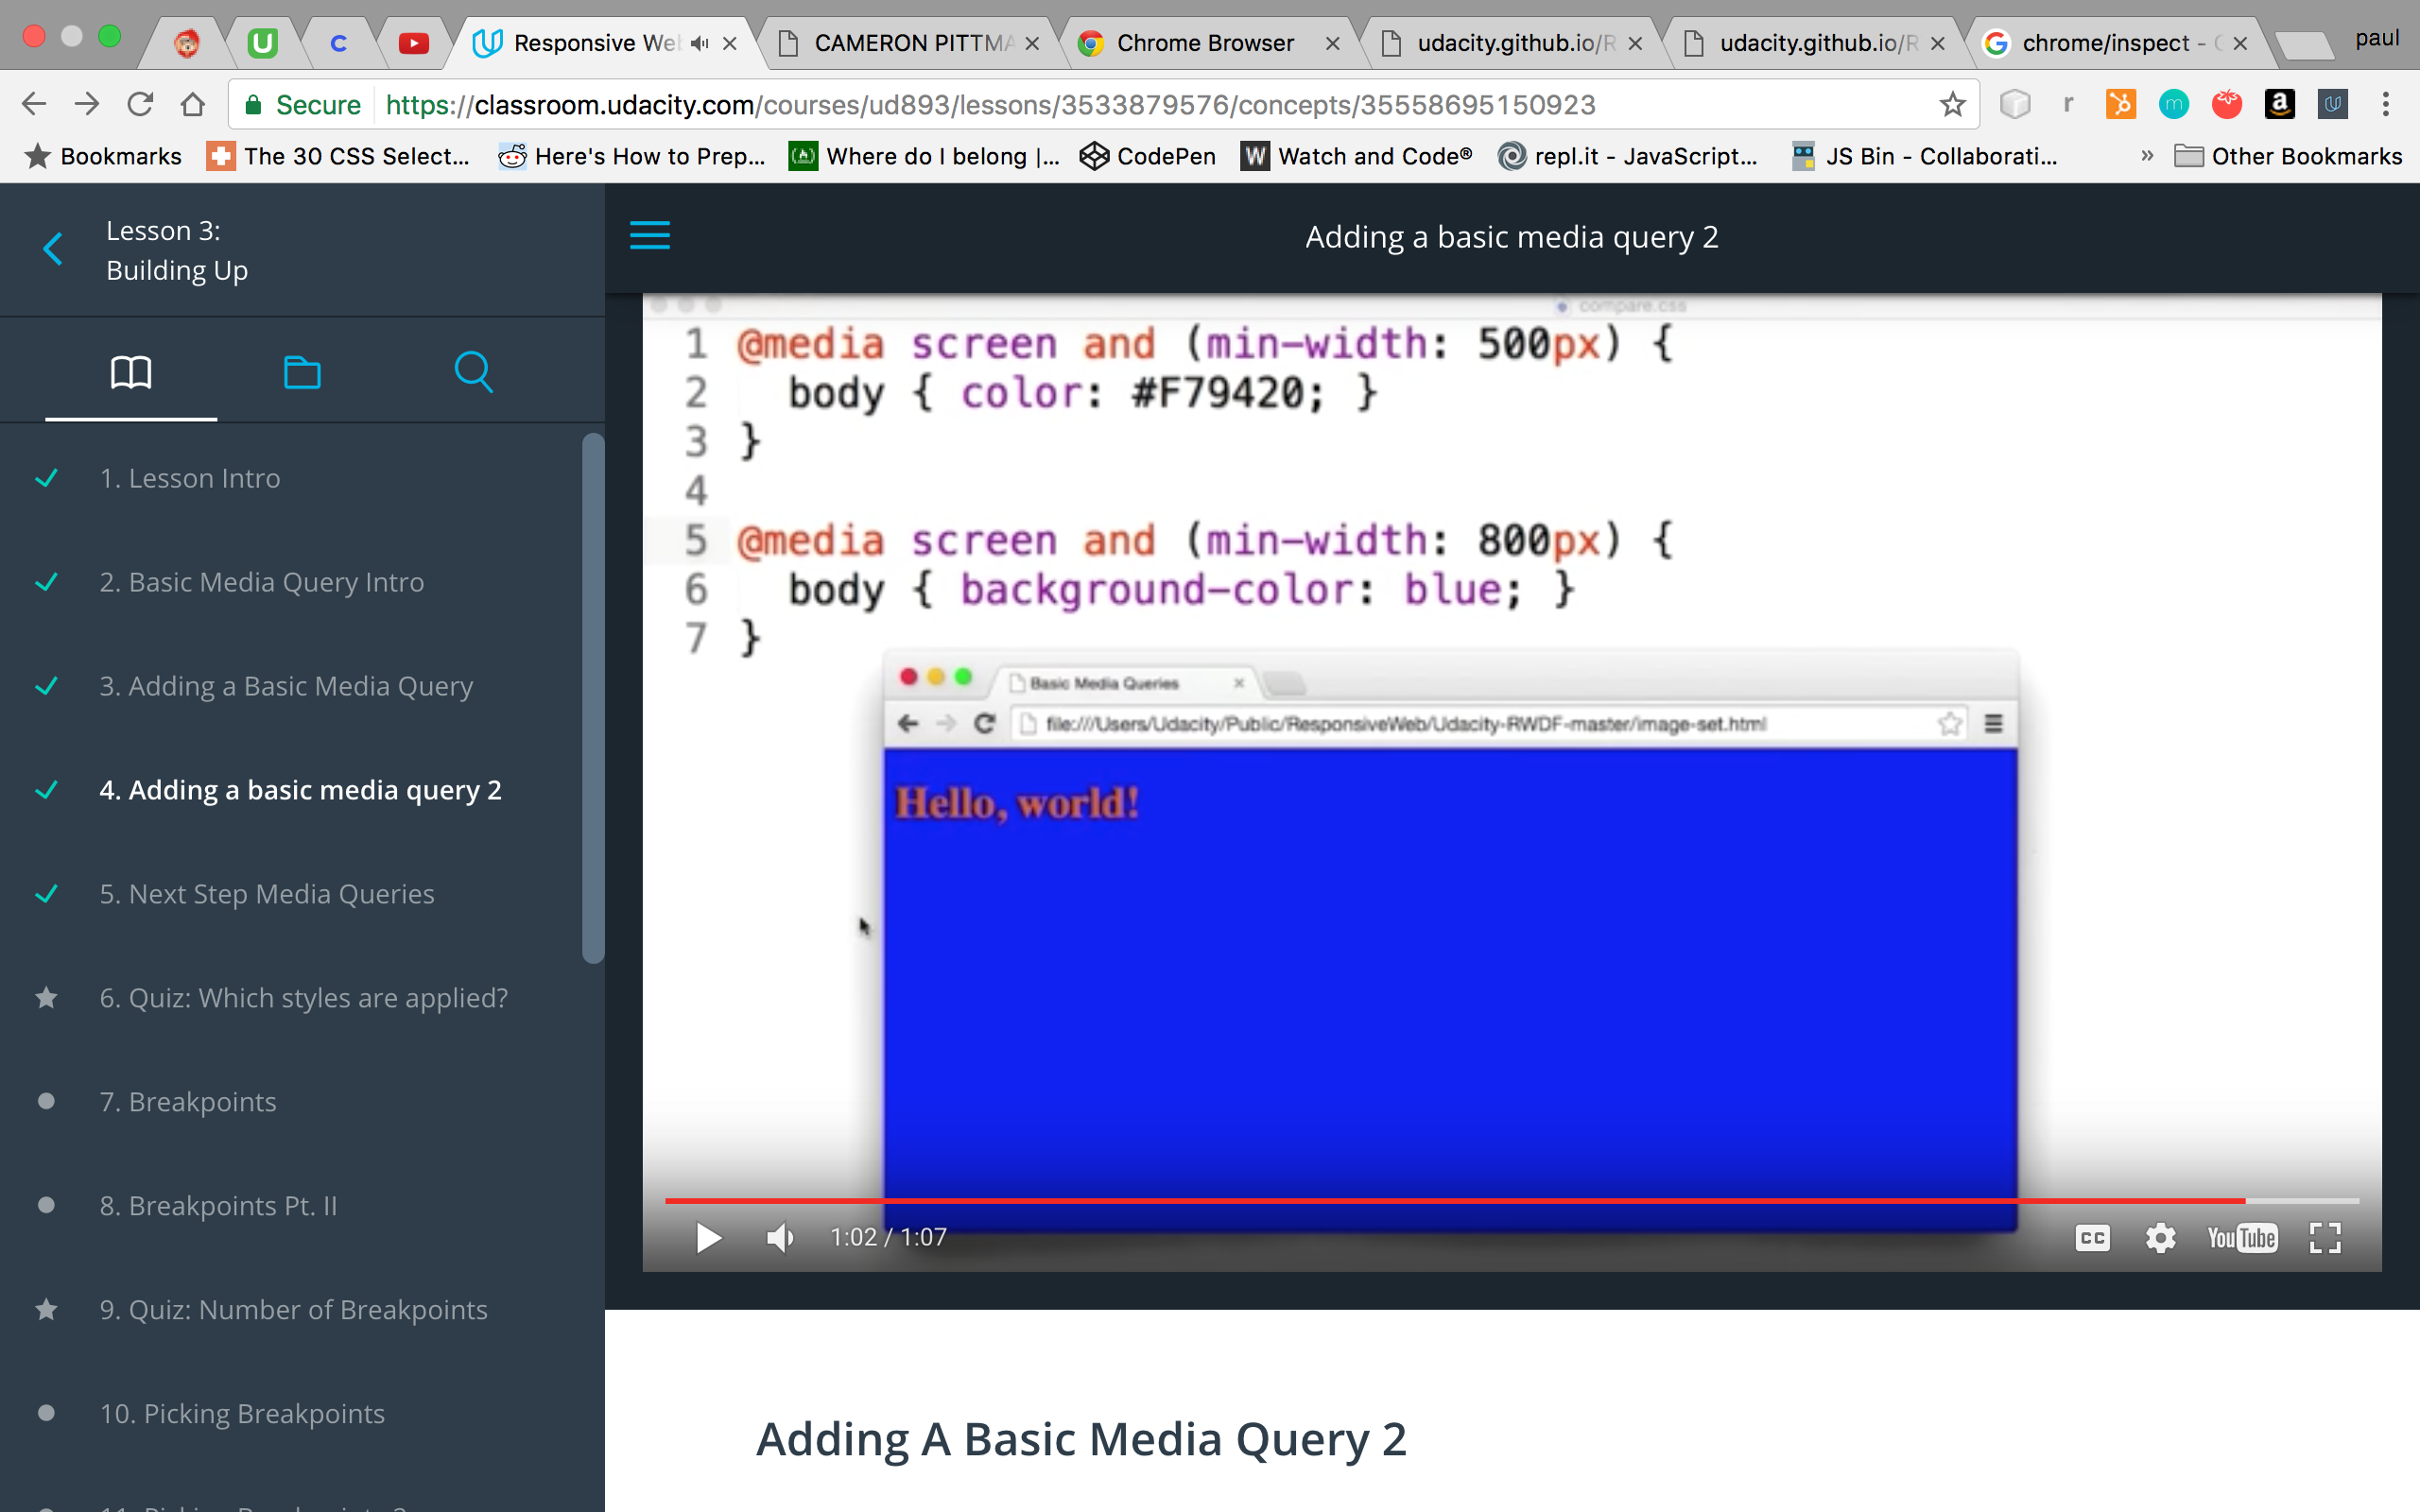 Responsive We
CAMERON PITTMA
Chrome Browser
udacity.github.io/R
udacity.github.io/R
chrome/inspect - G
paul
Secure
https://classroom.udacity.com/courses/ud893/lessons/3533879576/concepts/35558695150923
Bookmarks
The 30 CSS Select...
Here's How to Prep...
Where do I belong |...
CodePen
Watch and Code®
repl.it - JavaScript...
JS Bin - Collaborati...
» Other Bookmarks
Lesson 3:
Building Up
Adding a basic media query 2
1. Lesson Intro
2. Basic Media Query Intro
3. Adding a Basic Media Query
4. Adding a basic media query 2
5. Next Step Media Queries
6. Quiz: Which styles are applied?
7. Breakpoints
8. Breakpoints Pt. II
9. Quiz: Number of Breakpoints
10. Picking Breakpoints
compare.css
1 @media screen and (min-width: 500px) {
2 body { color: #F79420; }
3 }
4
5 @media screen and (min-width: 800px) {
6 body { background-color: blue; }
7 }
Basic Media Queries
file:///Users/Udacity/Public/ResponsiveWeb/Udacity-RWDF-master/image-set.html
Hello, world!
1:02 / 1:07
CC
YouTube
Adding A Basic Media Query 2